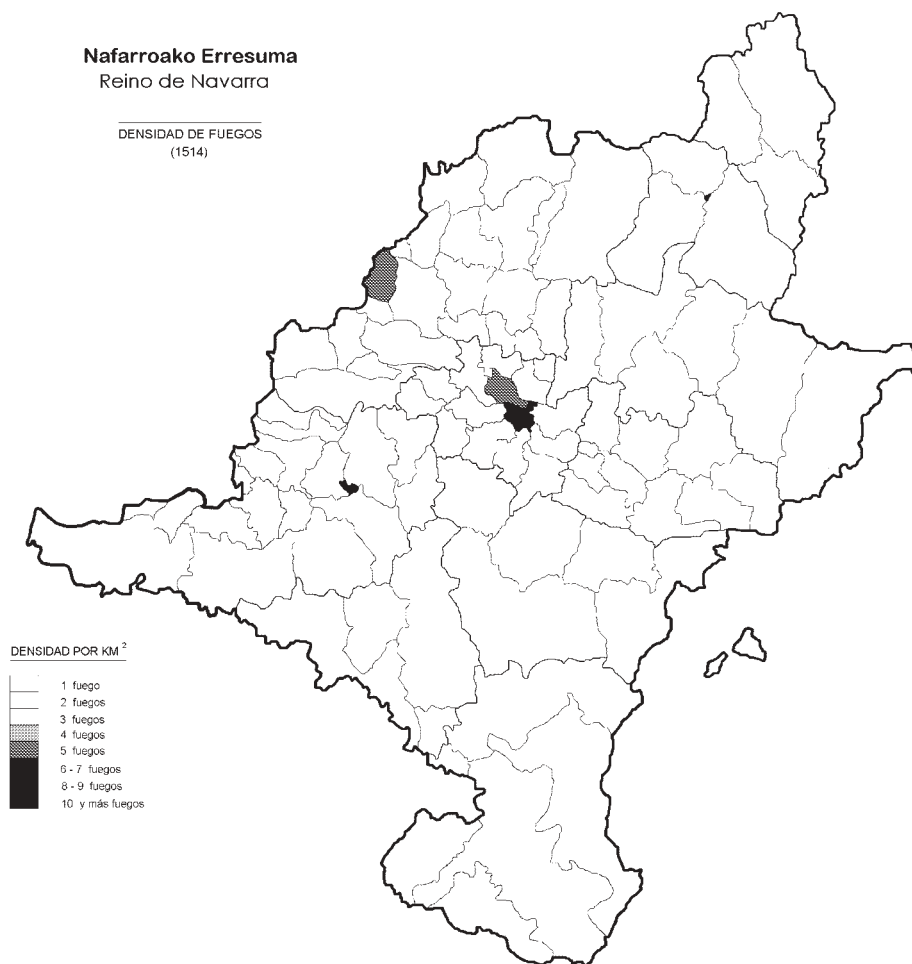 Nafarroako Erresuma
Reino de Navarra
DENSIDAD DE FUEGOS
(1514)
DENSIDAD POR KM ²
1 fuego
2 fuegos
3 fuegos
4 fuegos
5 fuegos
6 - 7 fuegos
8 - 9 fuegos
10 y más fuegos